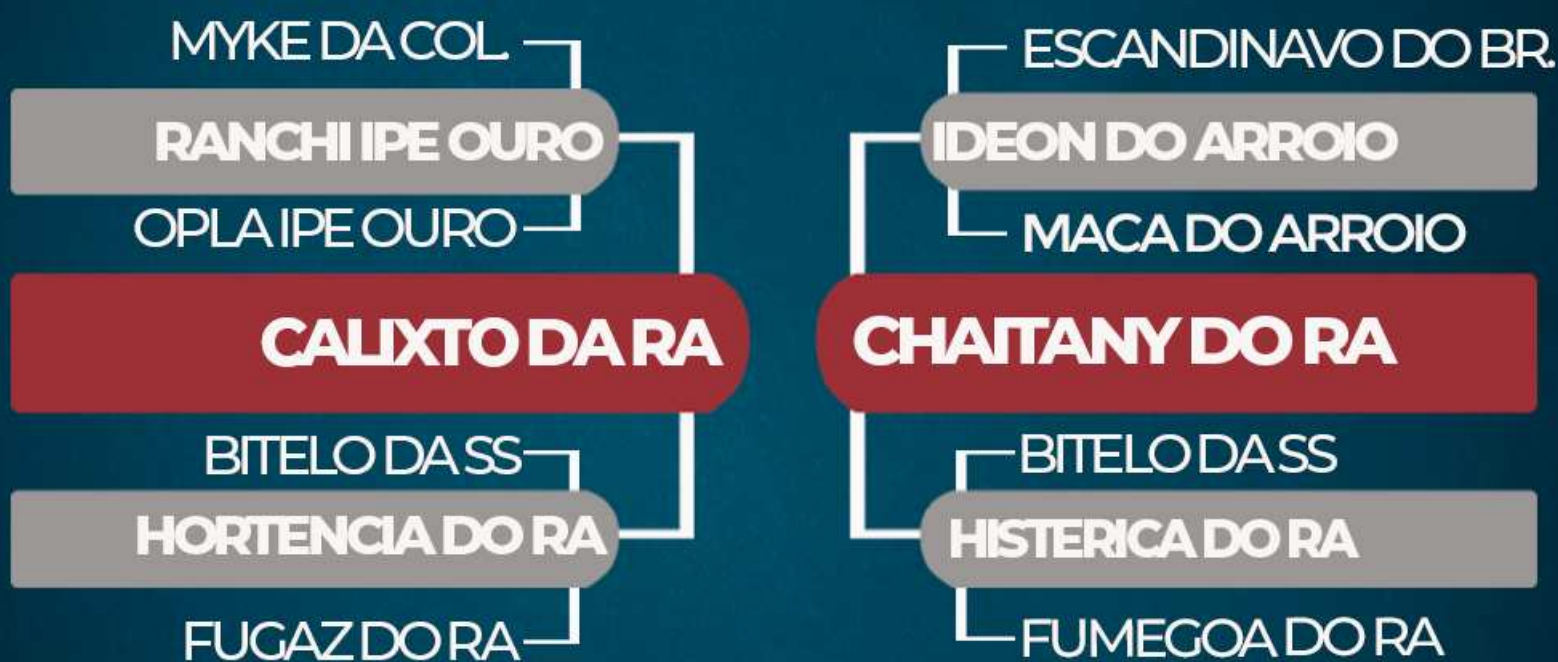 MYKE DA COL.
RANCHI IPE OURO
OPLA IPE OURO
CALIXTO DA RA
BITELO DA SS
HORTENCIA DO RA
FUGAZ DO RA
ESCANDINAVO DO BR.
IDEON DO ARROIO
MACA DO ARROIO
CHAITANY DO RA
BITELO DA SS
HISTERICA DO RA
FUMEGOA DO RA